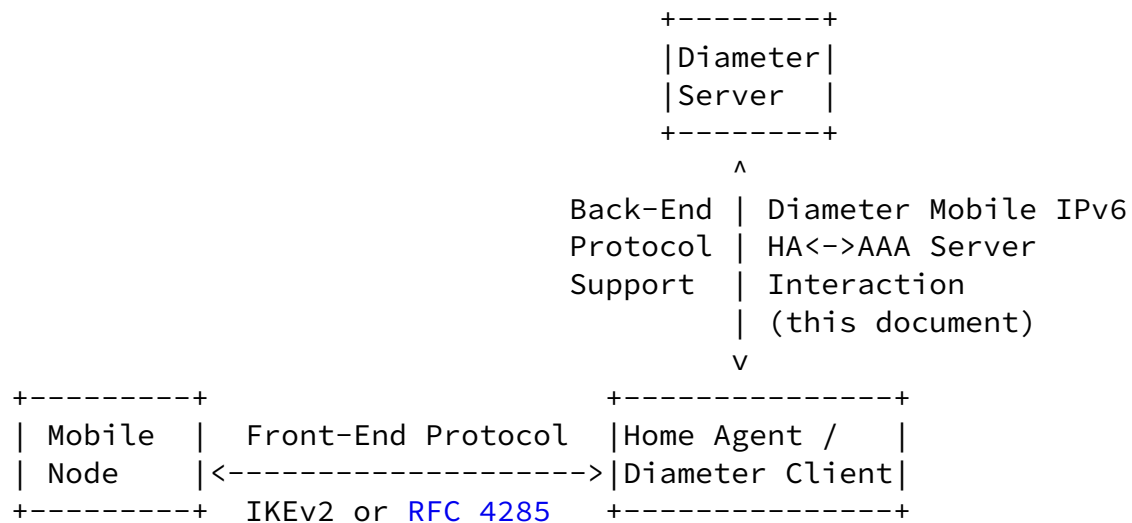 +--------+
|Diameter|
|Server  |
+--------+
^
Back-End | Diameter Mobile IPv6
Protocol | HA<->AAA Server
Support  | Interaction
| (this document)
v
+---------+                    +---------------+
| Mobile  |  Front-End Protocol  |Home Agent /   |
| Node    |<-------------------->|Diameter Client|
+---------+  IKEv2 or RFC 4285   +---------------+